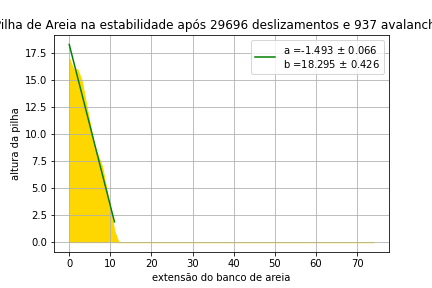 ilha de Areia na estabilidade após 29696 deslizamentos e 937 avalanch
a =-1.493 ± 0.066
b =18.295 ± 0.426
altura da pilha
17.5
15.0
12.5
10.0
7.5
5.0
2.5
0.0
0 10 20 30 40 50 60 70
extensão do banco de areia